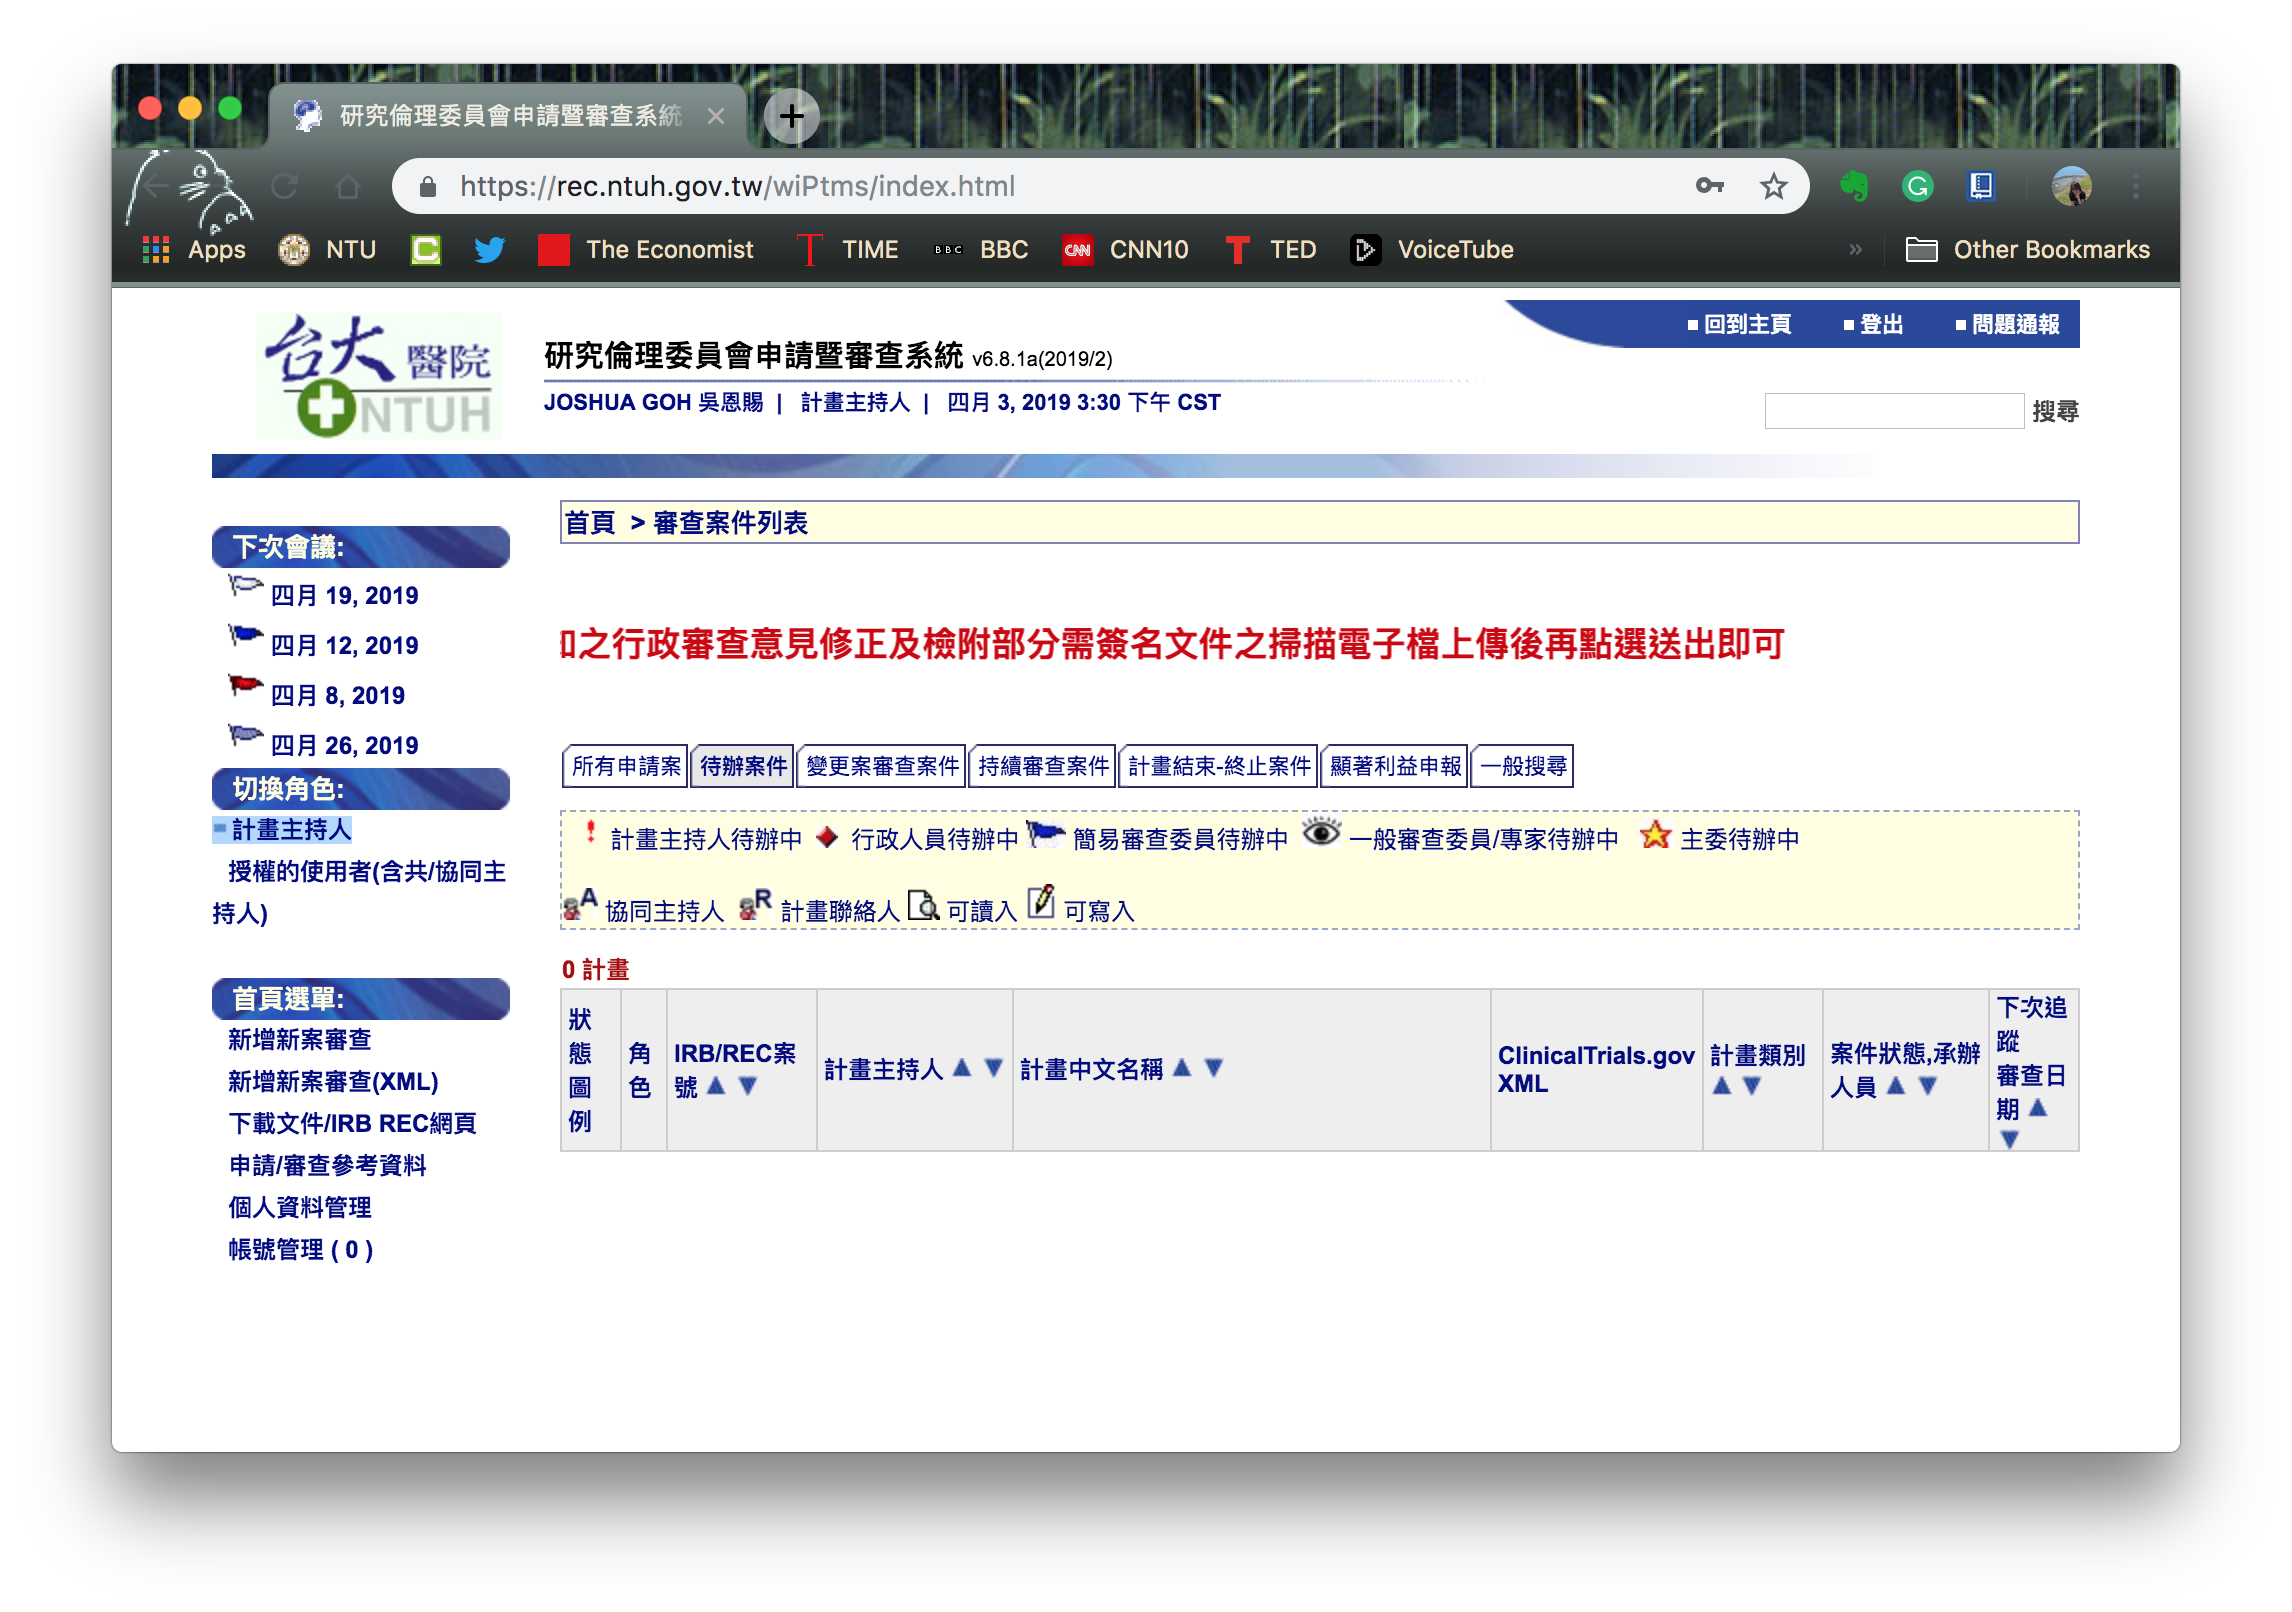 研究倫理委員會申請暨審查系統
https://rec.ntuh.gov.tw/wiPtms/index.html
Apps NTU The Economist TIME BBC BBC CNN CNN10 TED VoiceTube » Other Bookmarks
台大醫院
NTUH
回到主頁 登出 問題通報
研究倫理委員會申請暨審查系統 v6.8.1a(2019/2)
JOSHUA GOH 吳恩賜 | 計畫主持人 | 四月 3, 2019 3:30 下午 CST
搜尋
下次會議:
四月 19, 2019
四月 12, 2019
四月 8, 2019
四月 26, 2019
切換角色:
計畫主持人
授權的使用者(含共/協同主
持人)
首頁選單:
新增新案審查
新增新案審查(XML)
下載文件/IRB REC網頁
申請/審查參考資料
個人資料管理
帳號管理 ( 0 )
首頁 > 審查案件列表
之行政審查意見修正及檢附部分需簽名文件之掃描電子檔上傳後再點選送出即可
所有申請案 待辦案件 變更案審查案件 持續審查案件 計畫結束-終止案件 顯著利益申報 一般搜尋
計畫主持人待辦中 行政人員待辦中 簡易審查委員待辦中 一般審查委員/專家待辦中 主委待辦中
A 協同主持人 R 計畫聯絡人 可讀入 可寫入
0 計畫
狀
態
圖
例
角
色
IRB/REC案
號 ▲ ▼
計畫主持人 ▲ ▼
計畫中文名稱 ▲ ▼
ClinicalTrials.gov
XML
計畫類別
▲ ▼
案件狀態,承辦
人員 ▲ ▼
下次追
蹤
審查日
期 ▲
▼